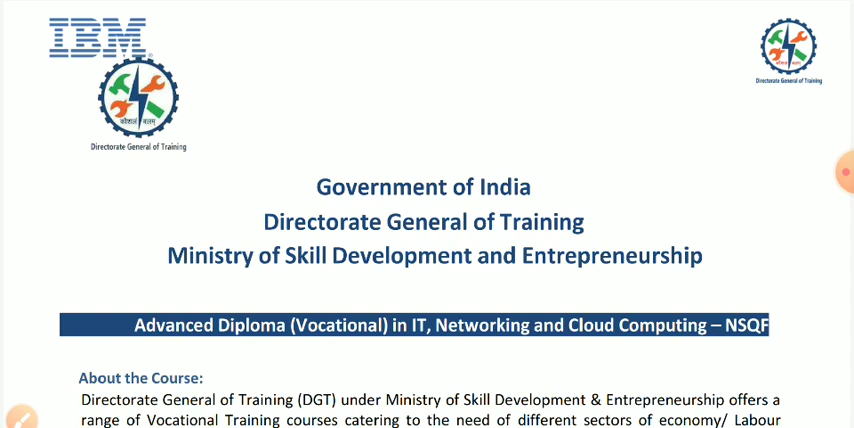 IBM
कौशलं बलम्
कौशलं बलम्
Directorate General of Training
Directorate General of Training
Government of India
Directorate General of Training
Ministry of Skill Development and Entrepreneurship
Advanced Diploma (Vocational) in IT, Networking and Cloud Computing – NSQF
About the Course:
Directorate General of Training (DGT) under Ministry of Skill Development & Entrepreneurship offers a
range of Vocational Training courses catering to the need of different sectors of economy/ Labour